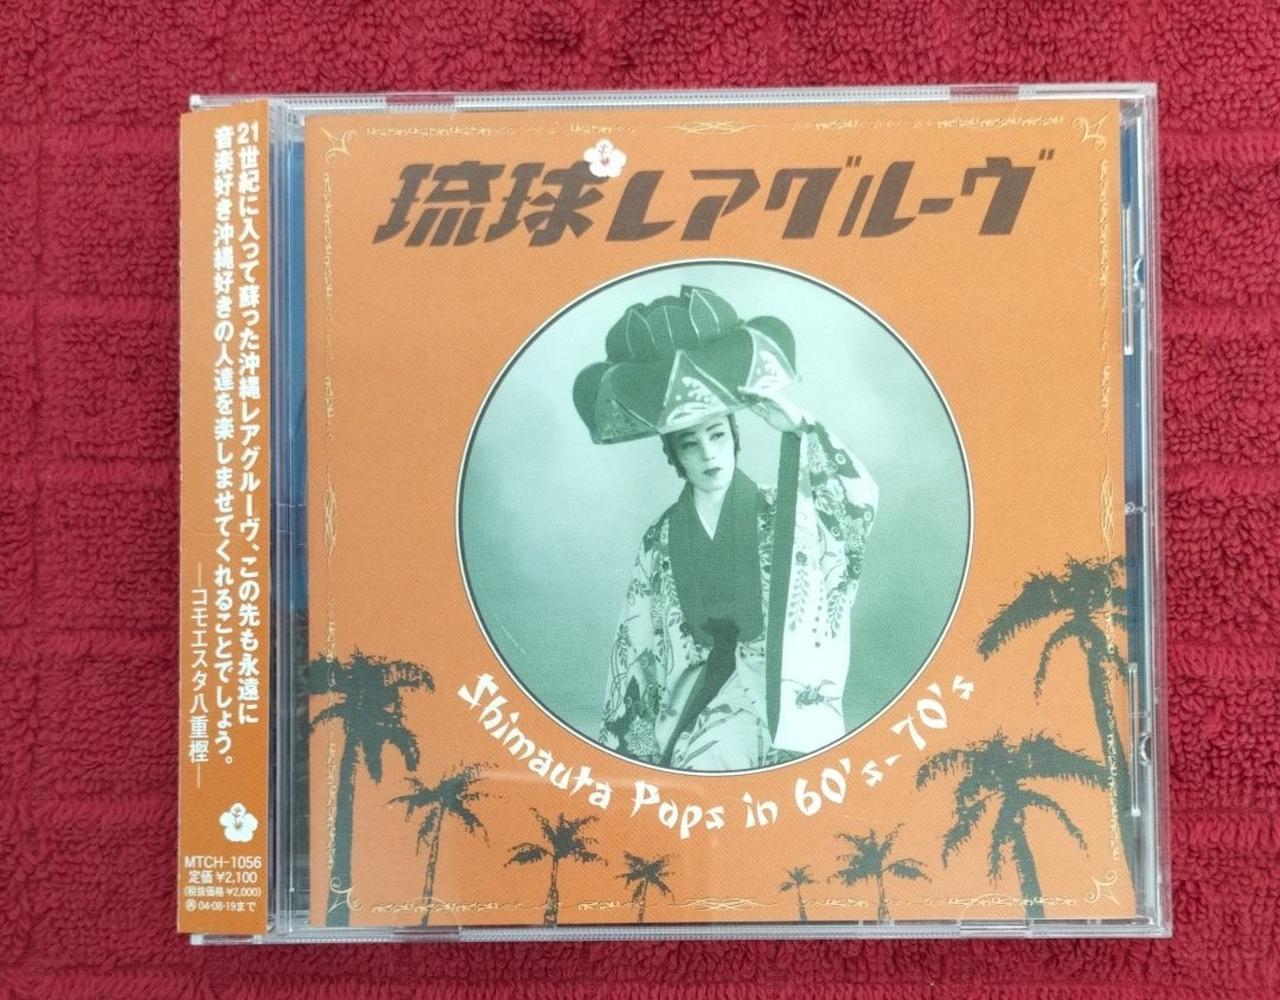 21世紀に入って蘇った沖縄レアグルーヴ、この先も永遠に
音楽好き沖縄好きの人達を楽しませてくれることでしょう。
―コモエスタ八重樫―
MTCH-1056
定価 ¥2,100
(税抜価格 ¥2,000)
再 04・08・19まで
琉球レアグルーヴ
Shimauta Pops in 60's-70's